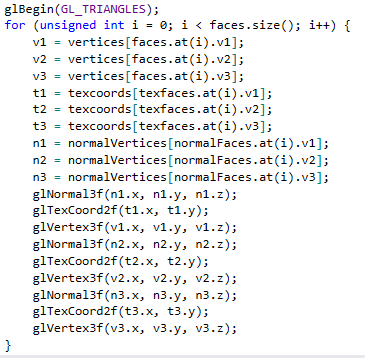 glBegin(GL_TRIANGLES);
for (unsigned int i = 0; i < faces.size(); i++) {
    v1 = vertices[faces.at(i).v1];
    v2 = vertices[faces.at(i).v2];
    v3 = vertices[faces.at(i).v3];
    t1 = texcoords[texfaces.at(i).v1];
    t2 = texcoords[texfaces.at(i).v2];
    t3 = texcoords[texfaces.at(i).v3];
    n1 = normalVertices[normalFaces.at(i).v1];
    n2 = normalVertices[normalFaces.at(i).v2];
    n3 = normalVertices[normalFaces.at(i).v3];
    glNormal3f(n1.x, n1.y, n1.z);
    glTexCoord2f(t1.x, t1.y);
    glVertex3f(v1.x, v1.y, v1.z);
    glNormal3f(n2.x, n2.y, n2.z);
    glTexCoord2f(t2.x, t2.y);
    glVertex3f(v2.x, v2.y, v2.z);
    glNormal3f(n3.x, n3.y, n3.z);
    glTexCoord2f(t3.x, t3.y);
    glVertex3f(v3.x, v3.y, v3.z);
}